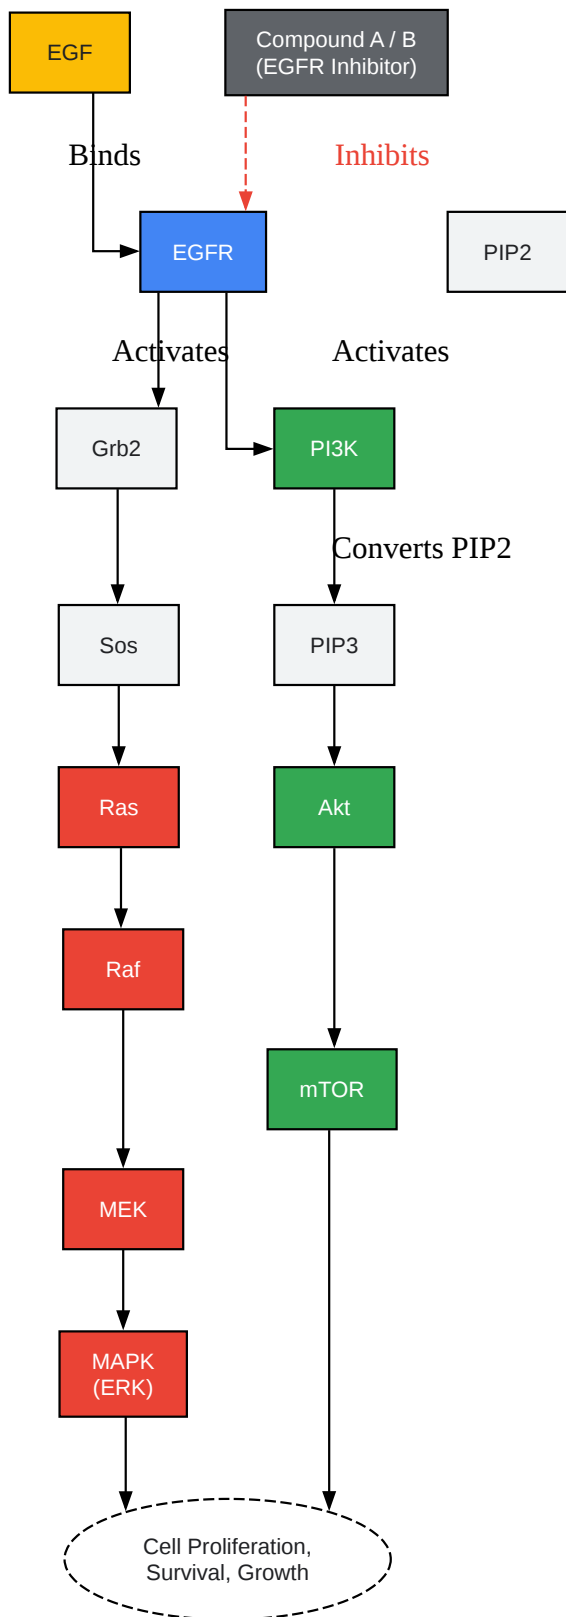 EGF
Compound A / B
(EGFR Inhibitor)
Binds
Inhibits
EGFR
PIP2
Activates
Activates
Grb2
PI3K
Converts PIP2
Sos
PIP3
Ras
Akt
Raf
mTOR
MEK
MAPK
(ERK)
Cell Proliferation,
Survival, Growth